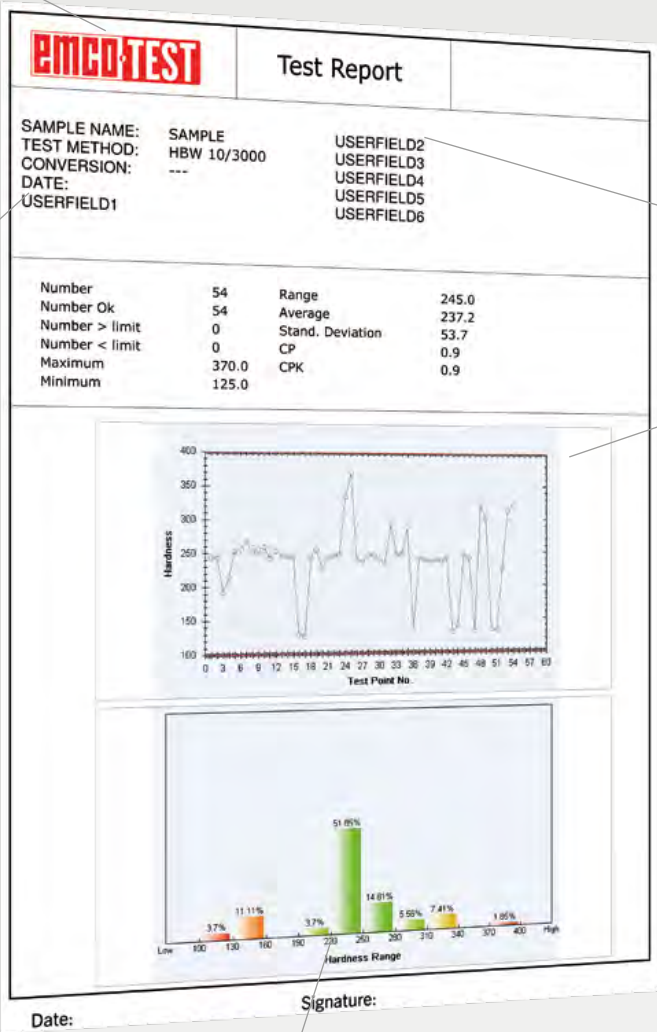 emco·TEST
Test Report
SAMPLE NAME: SAMPLE
TEST METHOD: HBW 10/3000
CONVERSION: ---
DATE:
USERFIELD1
USERFIELD2
USERFIELD3
USERFIELD4
USERFIELD5
USERFIELD6
Number 54
Number Ok 54
Number > limit 0
Number < limit 0
Maximum 370.0
Minimum 125.0
Range 245.0
Average 237.2
Stand. Deviation 53.7
CP 0.9
CPK 0.9
400
350
300
250
200
150
100
Hardness
0 3 6 9 12 15 18 21 24 27 30 33 36 39 42 45 48 51 54 57 60
Test Point No.
3.7% 11.11% 3.7% 51.85% 14.81% 5.56% 7.41% 1.85%
Low 100 130 160 190 220 250 280 310 340 370 400 High
Hardness Range
Date:
Signature: